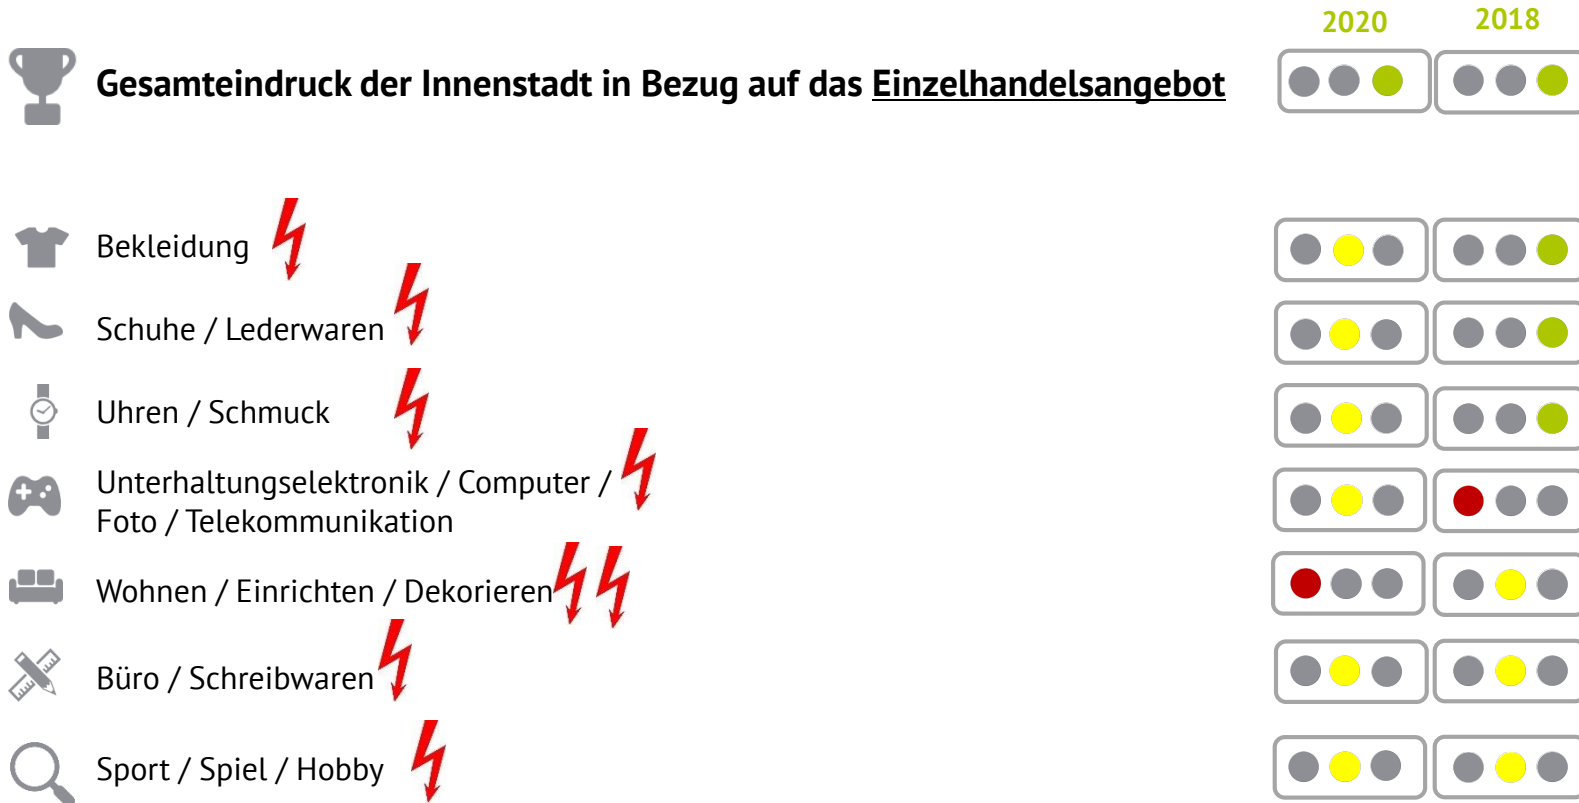 2020 2018
Gesamteindruck der Innenstadt in Bezug auf das Einzelhandelsangebot
Bekleidung
Schuhe / Lederwaren
Uhren / Schmuck
Unterhaltungselektronik / Computer /
Foto / Telekommunikation
Wohnen / Einrichten / Dekorieren
Büro / Schreibwaren
Sport / Spiel / Hobby